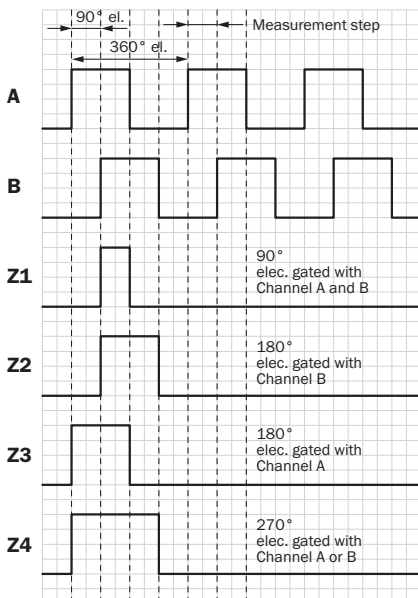 90° el.
Measurement step
360° el.
A
B
Z1
90°
elec. gated with
Channel A and B
Z2
180°
elec. gated with
Channel B
Z3
180°
elec. gated with
Channel A
Z4
270°
elec. gated with
Channel A or B